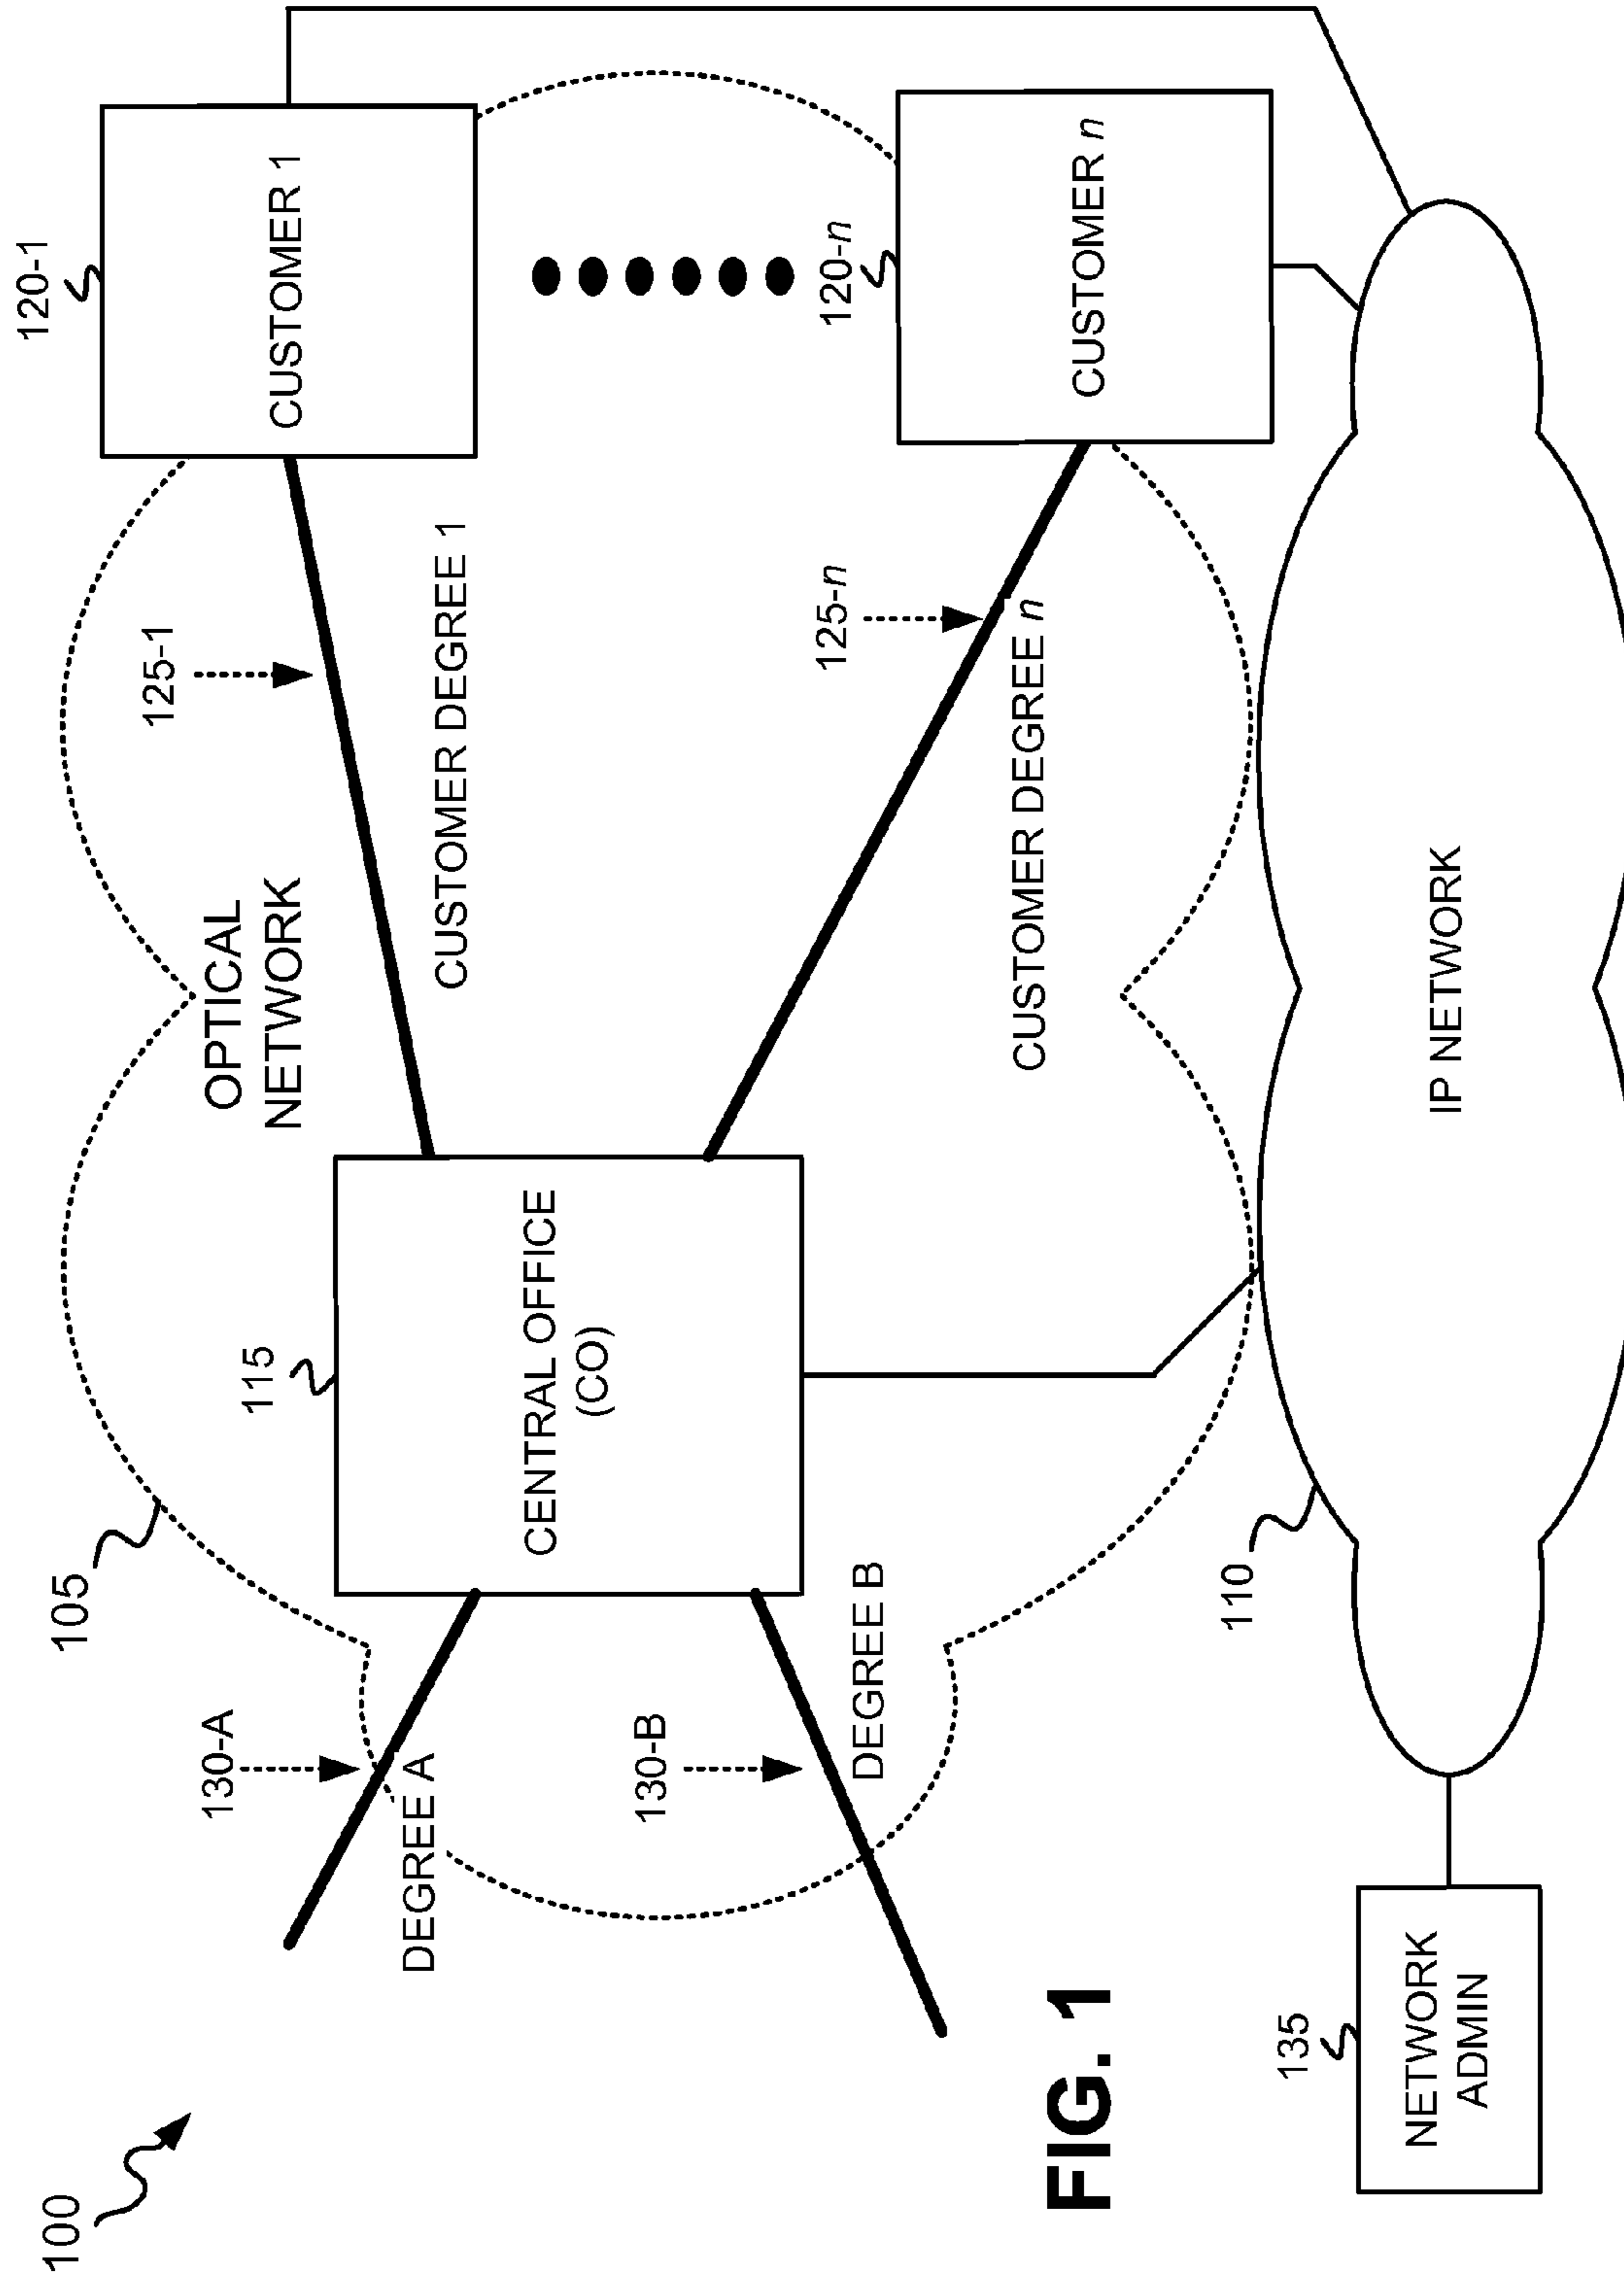 100
105
OPTICAL
NETWORK
120-1
CUSTOMER 1
125-1
CUSTOMER DEGREE 1
115
CENTRAL OFFICE
(CO)
130-A
DEGREE A
130-B
DEGREE B
120-n
CUSTOMER n
125-n
CUSTOMER DEGREE n
110
IP NETWORK
135
NETWORK
ADMIN
FIG. 1